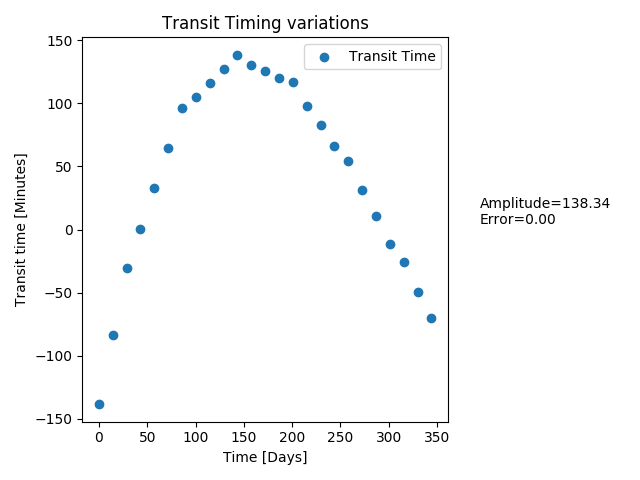 Transit Timing variations
Transit Time
Transit time [Minutes]
150
100
50
0
−50
−100
−150
0 50 100 150 200 250 300 350
Time [Days]
Amplitude=138.34
Error=0.00